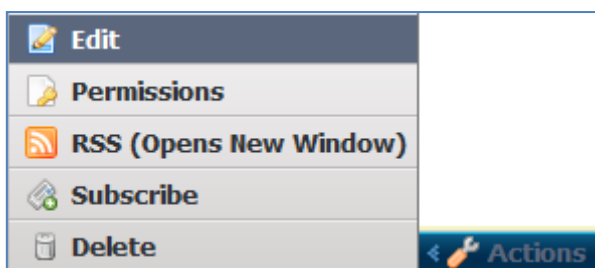 Edit
Permissions
RSS (Opens New Window)
Subscribe
Delete
Actions